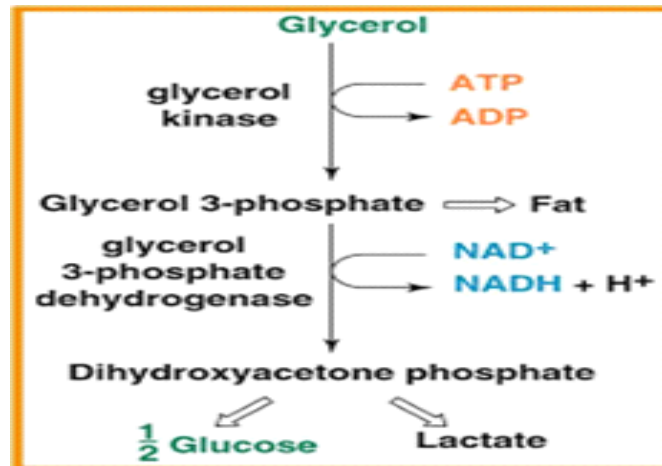 Glycerol
glycerol
kinase
ATP
ADP
Glycerol 3-phosphate
Fat
glycerol
3-phosphate
dehydrogenase
NAD+
NADH + H+
Dihydroxyacetone phosphate
1/2 Glucose
Lactate